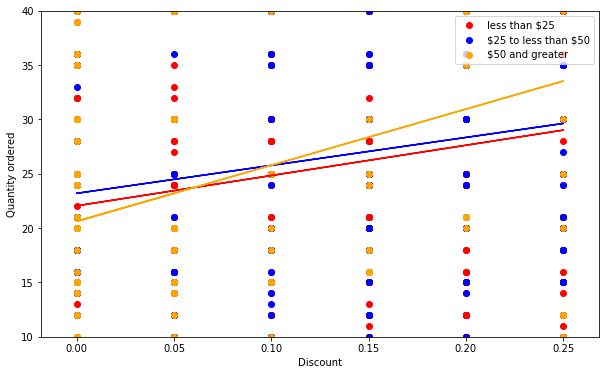 40
35
30
25
20
15
10
Quantity ordered
less than $25
$25 to less than $50
$50 and greater
0.00 0.05 0.10 0.15 0.20 0.25
Discount